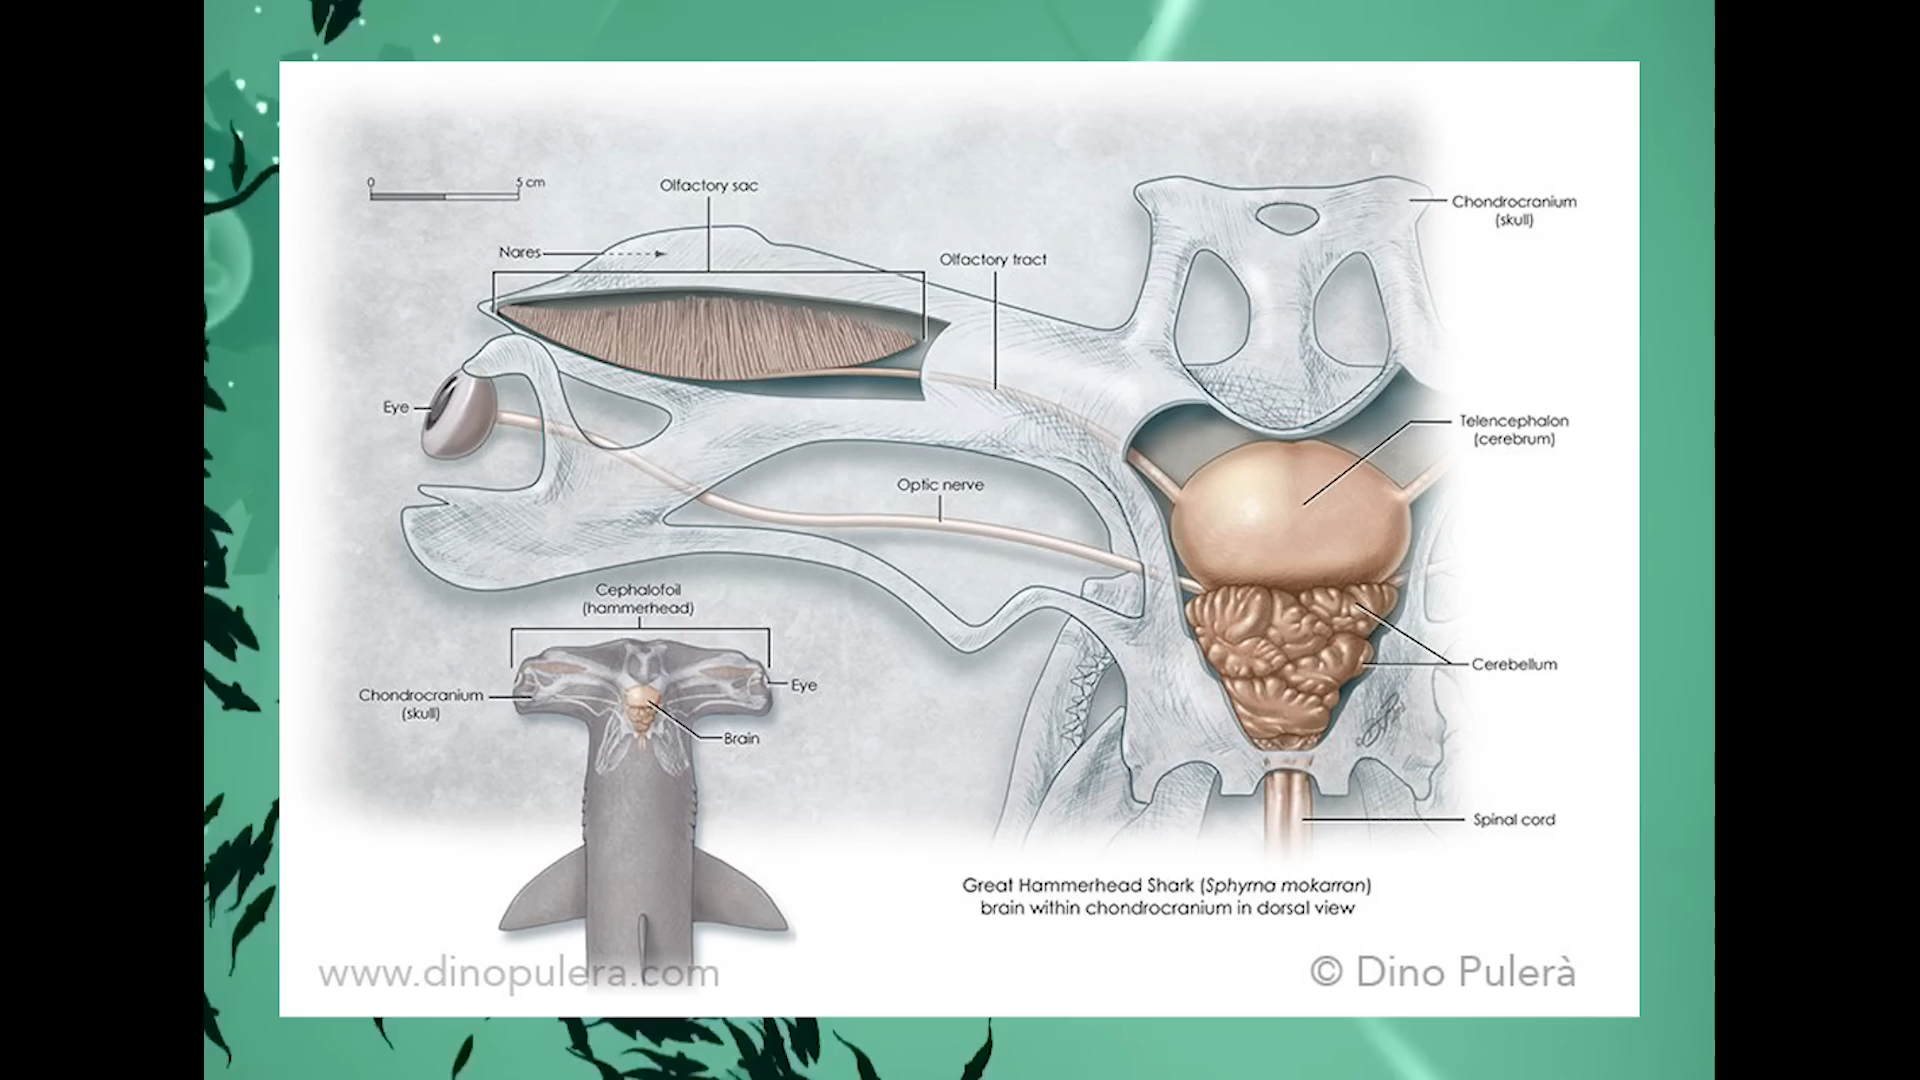 0 5 cm
Olfactory sac
Nares
Olfactory tract
Chondrocranium
(skull)
Eye
Telencephalon
(cerebrum)
Optic nerve
Cephalofoil
(hammerhead)
Cerebellum
Chondrocranium
(skull)
Eye
Brain
Spinal cord
Great Hammerhead Shark (Sphyrna mokarran)
brain within chondrocranium in dorsal view
www.dinopulera.com
© Dino Pulerà